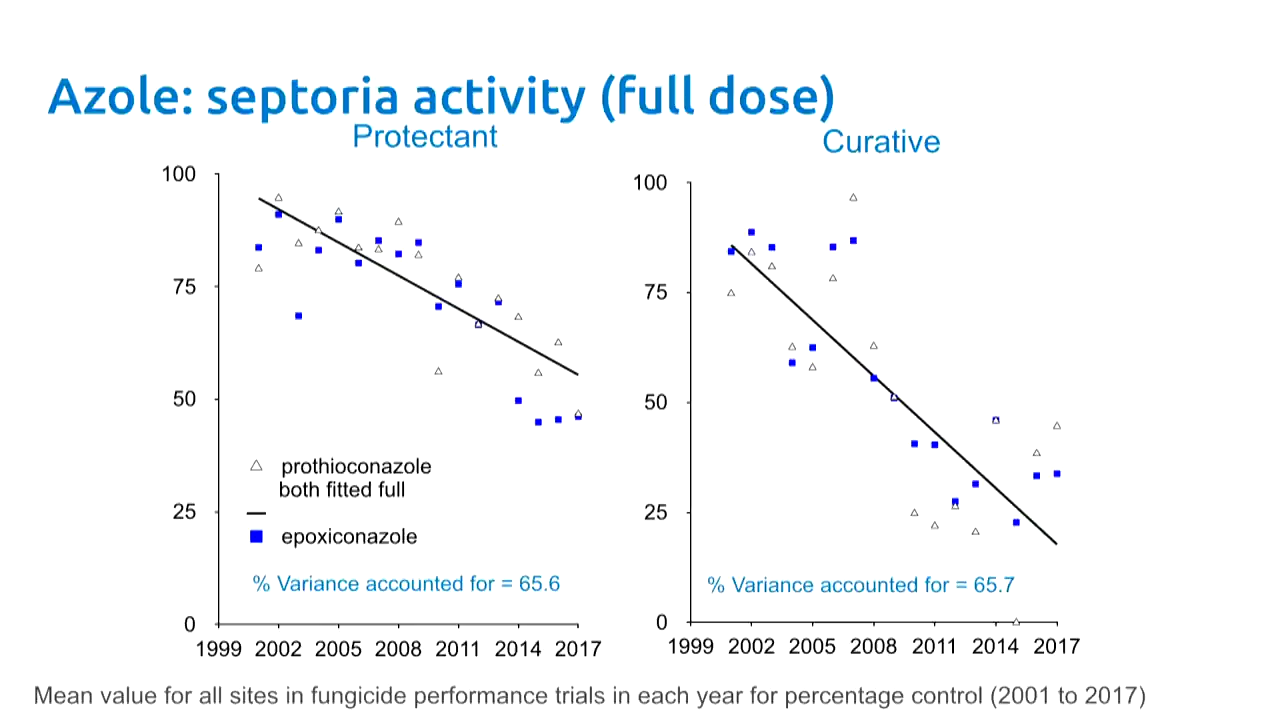 Azole: septoria activity (full dose)
Protectant
Curative
100
75
50
25
0
1999 2002 2005 2008 2011 2014 2017
prothioconazole
both fitted full
epoxiconazole
% Variance accounted for = 65.6
100
75
50
25
0
1999 2002 2005 2008 2011 2014 2017
% Variance accounted for = 65.7
Mean value for all sites in fungicide performance trials in each year for percentage control (2001 to 2017)